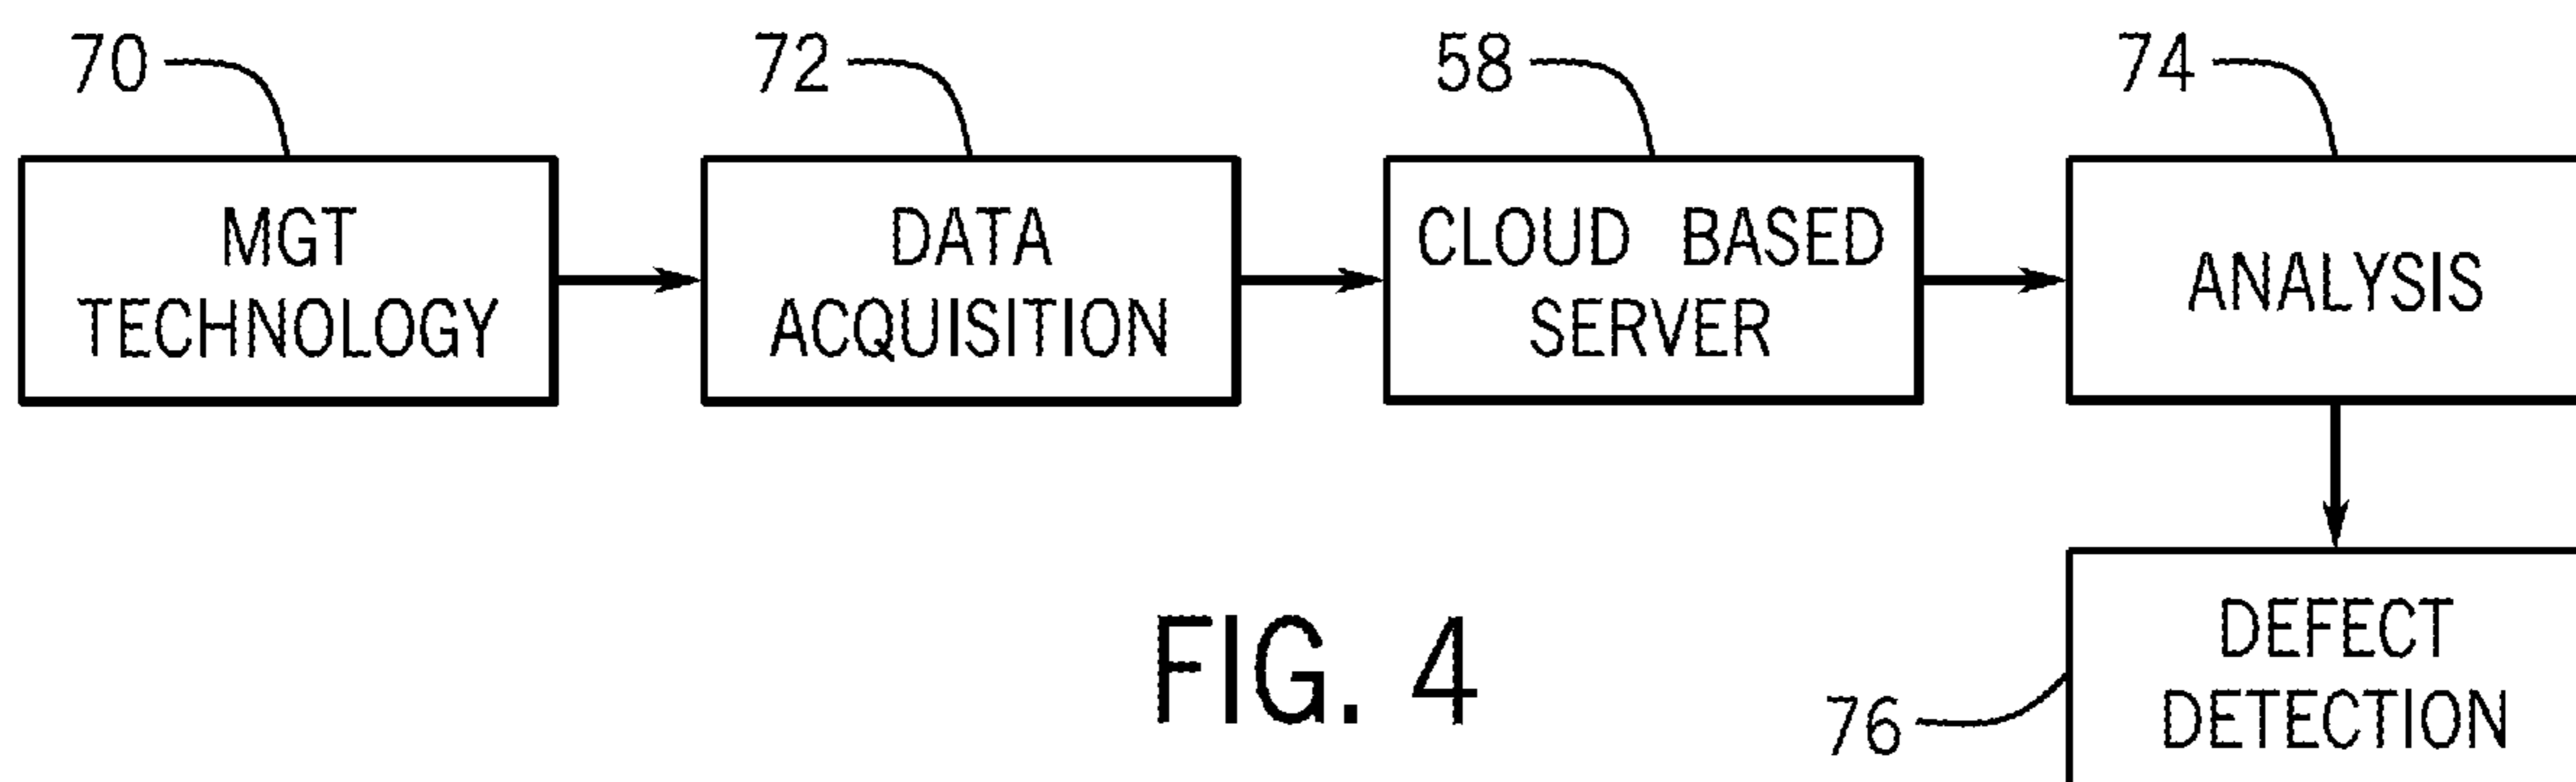 70
72
58
74
MGT
TECHNOLOGY
DATA
ACQUISITION
CLOUD BASED
SERVER
ANALYSIS
DEFECT
DETECTION
76
FIG. 4